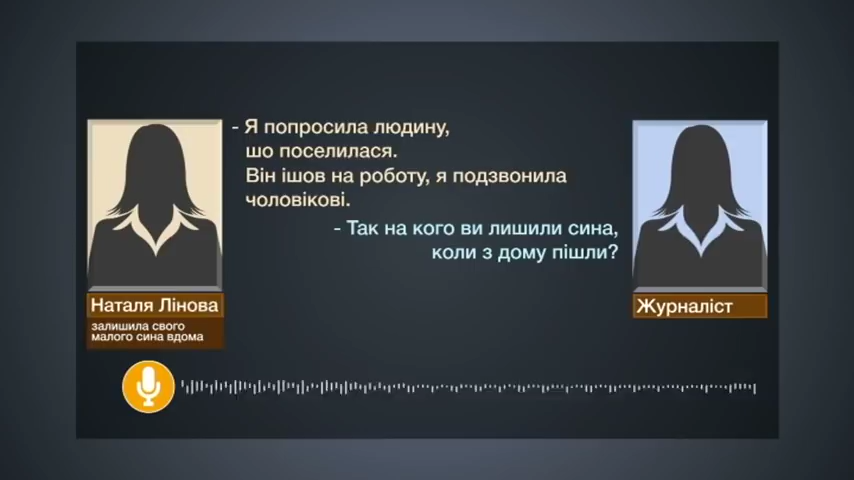 - Я попросила людину,
шо поселилася.
Він ішов на роботу, я подзвонила
чоловікові.
- Так на кого ви лишили сина,
коли з дому пішли?
Наталя Лінова
залишила свого
малого сина вдома
Журналіст